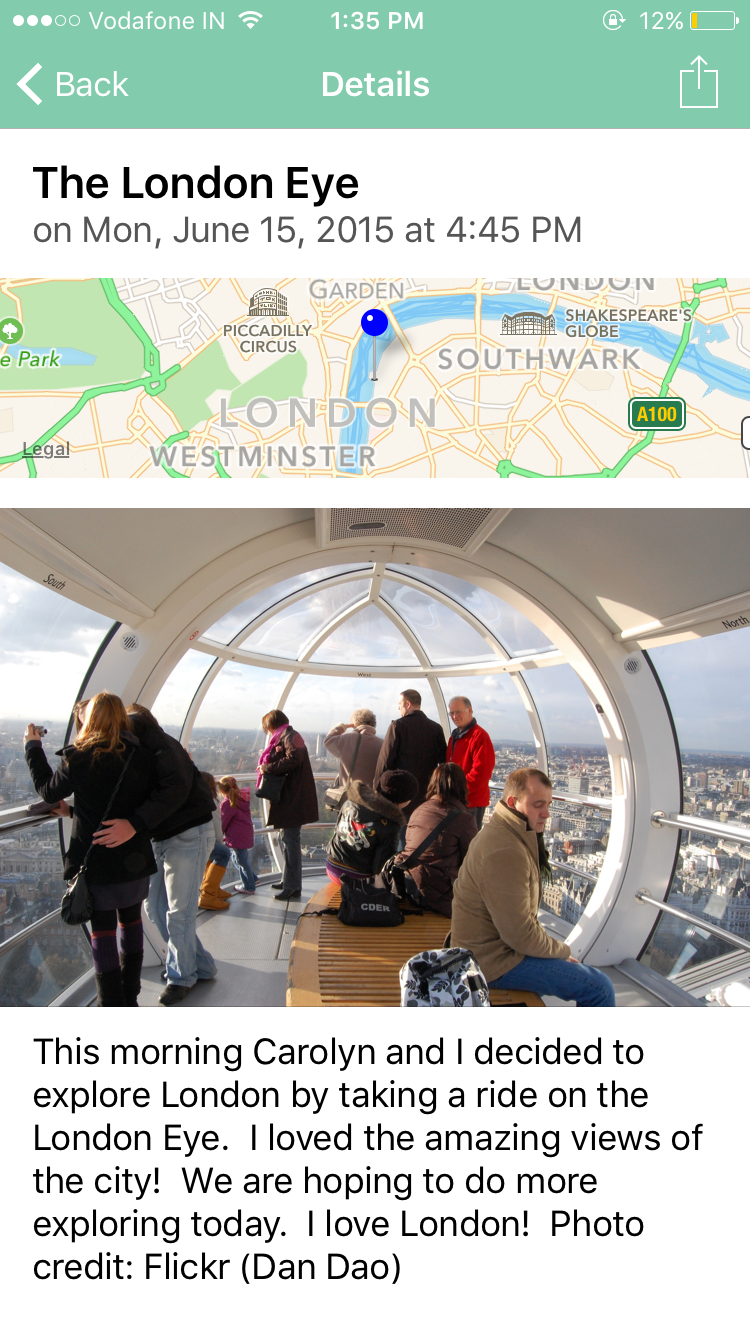 Vodafone IN 1:35 PM 12%
Back Details
The London Eye
on Mon, June 15, 2015 at 4:45 PM
GARDEN
LONDON
PICCADILLY
CIRCUS
SHAKESPEARE'S
GLOBE
e Park
SOUTHWARK
LONDON
A100
Legal
WESTMINSTER
South
North
West
CDER
This morning Carolyn and I decided to
explore London by taking a ride on the
London Eye.  I loved the amazing views of
the city!  We are hoping to do more
exploring today.  I love London!  Photo
credit: Flickr (Dan Dao)